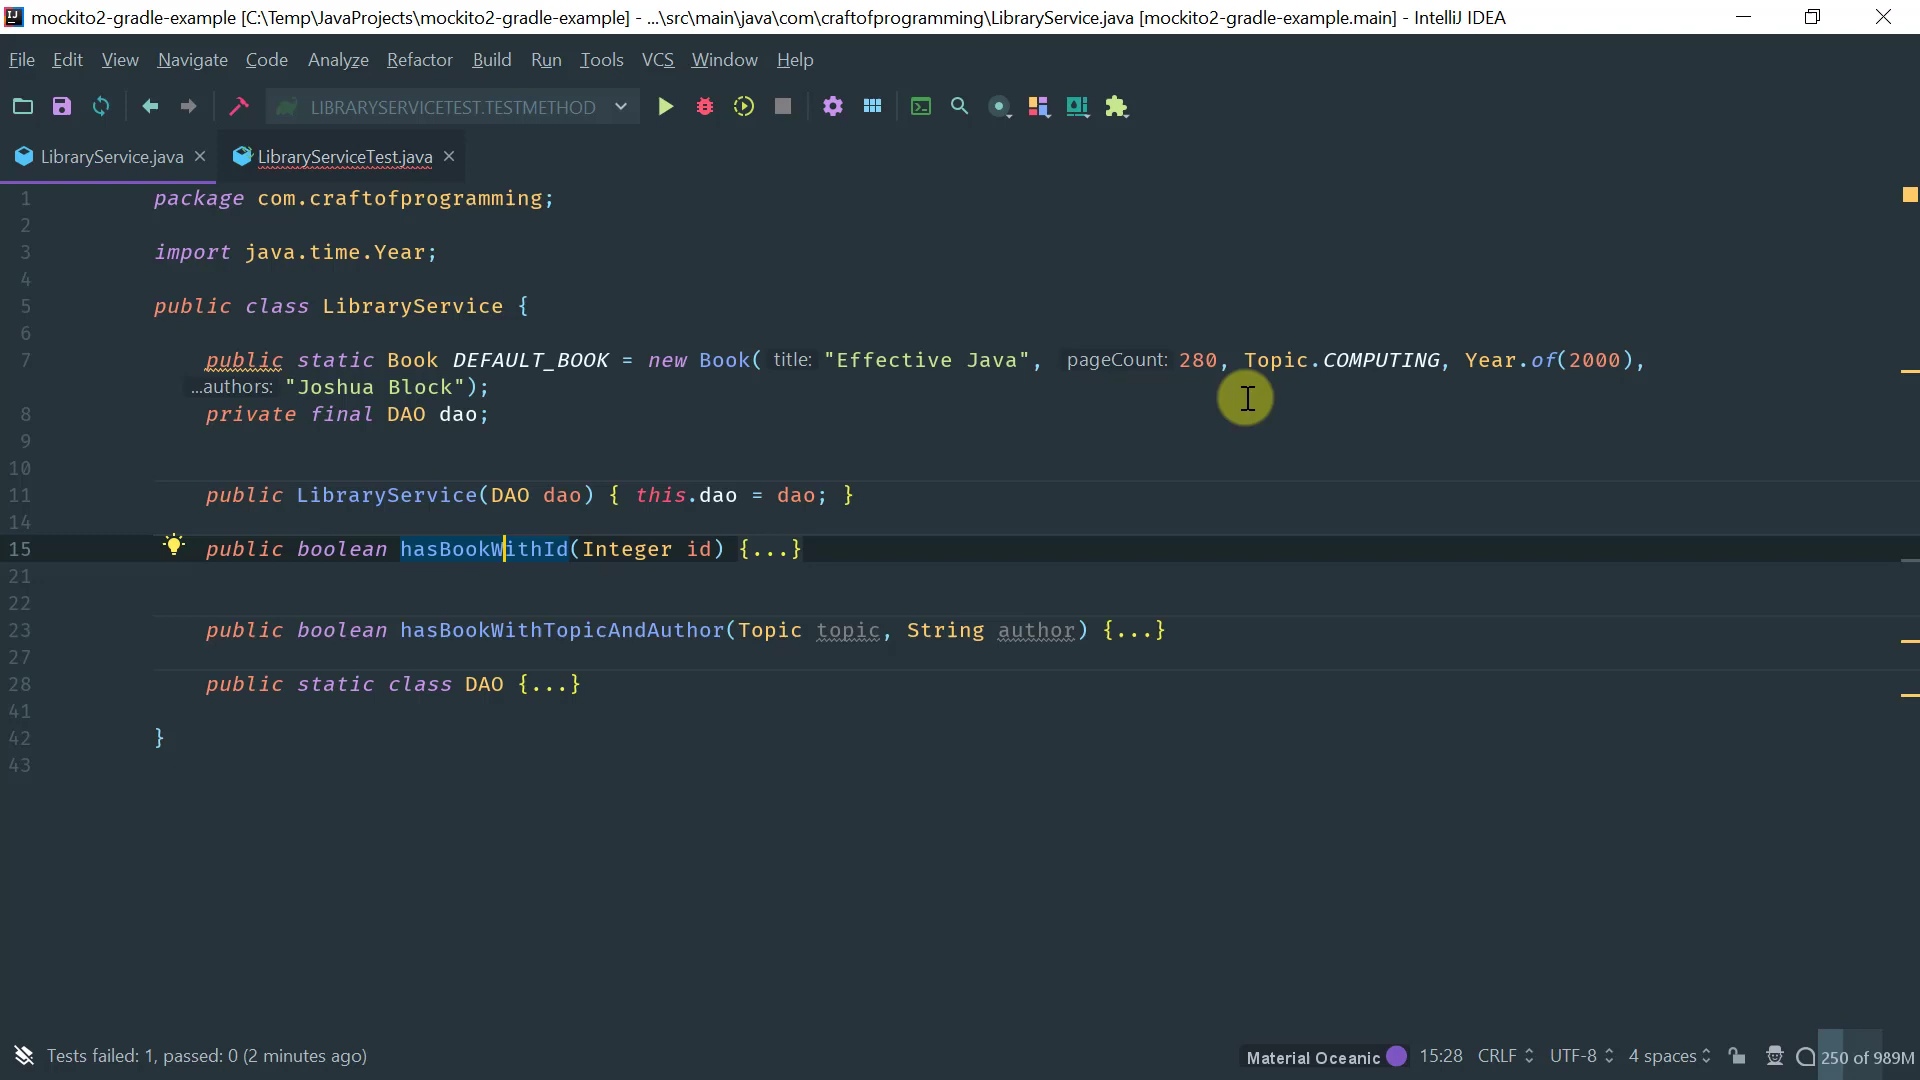 mockito2-gradle-example [C:\Temp\JavaProjects\mockito2-gradle-example] - ...\src\main\java\com\craftofprogramming\LibraryService.java [mockito2-gradle-example.main] - IntelliJ IDEA
File Edit View Navigate Code Analyze Refactor Build Run Tools VCS Window Help
LIBRARYSERVICETEST.TESTMETHOD
LibraryService.java LibraryServiceTest.java
1 package com.craftofprogramming;
2
3 import java.time.Year;
4
5 public class LibraryService {
6
7 public static Book DEFAULT_BOOK = new Book( title: "Effective Java", pageCount: 280, Topic.COMPUTING, Year.of(2000),
...authors: "Joshua Block");
8 private final DAO dao;
9
10
11 public LibraryService(DAO dao) { this.dao = dao; }
14
15 public boolean hasBookWithId(Integer id) {...}
21
22
23 public boolean hasBookWithTopicAndAuthor(Topic topic, String author) {...}
27
28 public static class DAO {...}
41
42 }
43
Tests failed: 1, passed: 0 (2 minutes ago) Material Oceanic 15:28 CRLF UTF-8 4 spaces 250 of 989M